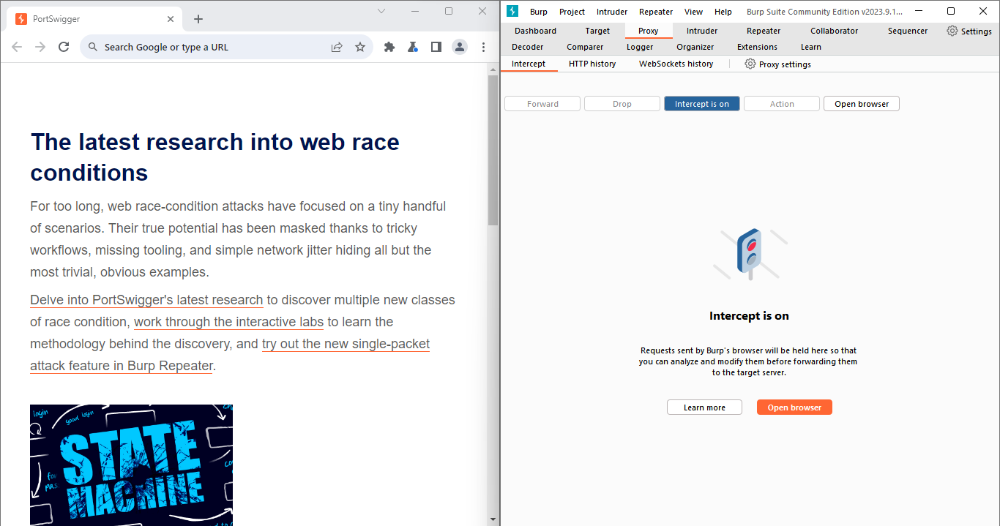 PortSwigger
Search Google or type a URL
The latest research into web race
conditions
For too long, web race-condition attacks have focused on a tiny handful
of scenarios. Their true potential has been masked thanks to tricky
workflows, missing tooling, and simple network jitter hiding all but the
most trivial, obvious examples.
Delve into PortSwigger's latest research to discover multiple new classes
of race condition, work through the interactive labs to learn the
methodology behind the discovery, and try out the new single-packet
attack feature in Burp Repeater.
login
good login
STATE
MACHINE
Burp Project Intruder Repeater View Help Burp Suite Community Edition v2023.9.1...
Dashboard Target Proxy Intruder Repeater Collaborator Sequencer Settings
Decoder Comparer Logger Organizer Extensions Learn
Intercept HTTP history WebSockets history Proxy settings
Forward Drop Intercept is on Action Open browser
Intercept is on
Requests sent by Burp's browser will be held here so that
you can analyze and modify them before forwarding them
to the target server.
Learn more Open browser